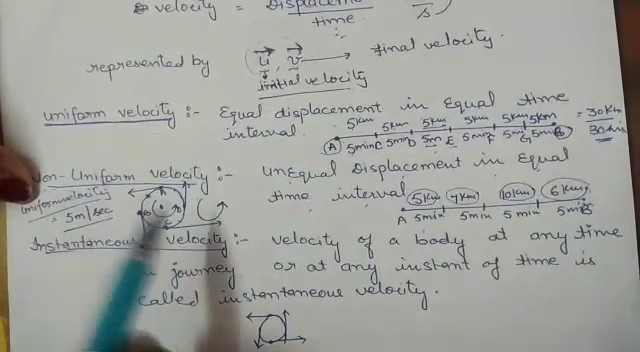 velocity = Displaceme
time
S
represented by u, v → final velocity.
initial velocity
uniform velocity :- Equal displacement in Equal time
interval.
5km 5km 5km 5km 5km 5km = 30km
A 5min C 5min D 5m E 5min F 5min G 5min B 30min
Non-Uniform velocity :- UnEqual Displacement in Equal
time interval.
uniform velocity
= 5m/sec
5km 7km 10km 6km
A 5min 5min 5min 5min B
Instantaneous velocity :- velocity of a body at any time
journey or at any instant of time is
called instantaneous velocity.